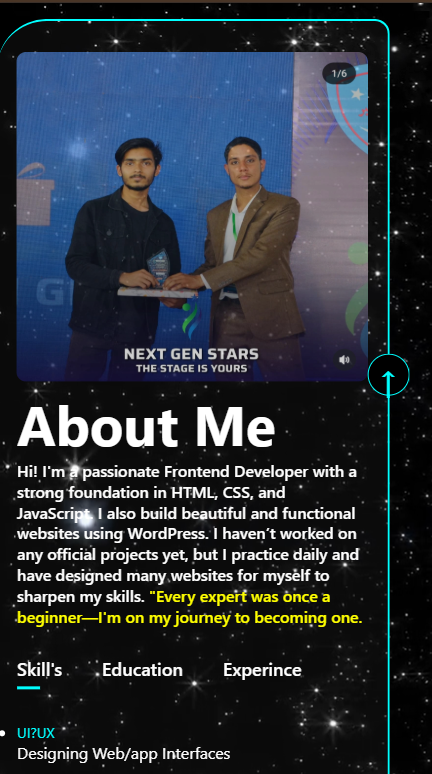 1/6
G
NEXT GEN STARS
THE STAGE IS YOURS
About Me
Hi! I'm a passionate Frontend Developer with a
strong foundation in HTML, CSS, and
JavaScript. I also build beautiful and functional
websites using WordPress. I haven't worked on
any official projects yet, but I practice daily and
have designed many websites for myself to
sharpen my skills. "Every expert was once a
beginner—I'm on my journey to becoming one.
Skill's Education Experince
UI?UX
Designing Web/app Interfaces